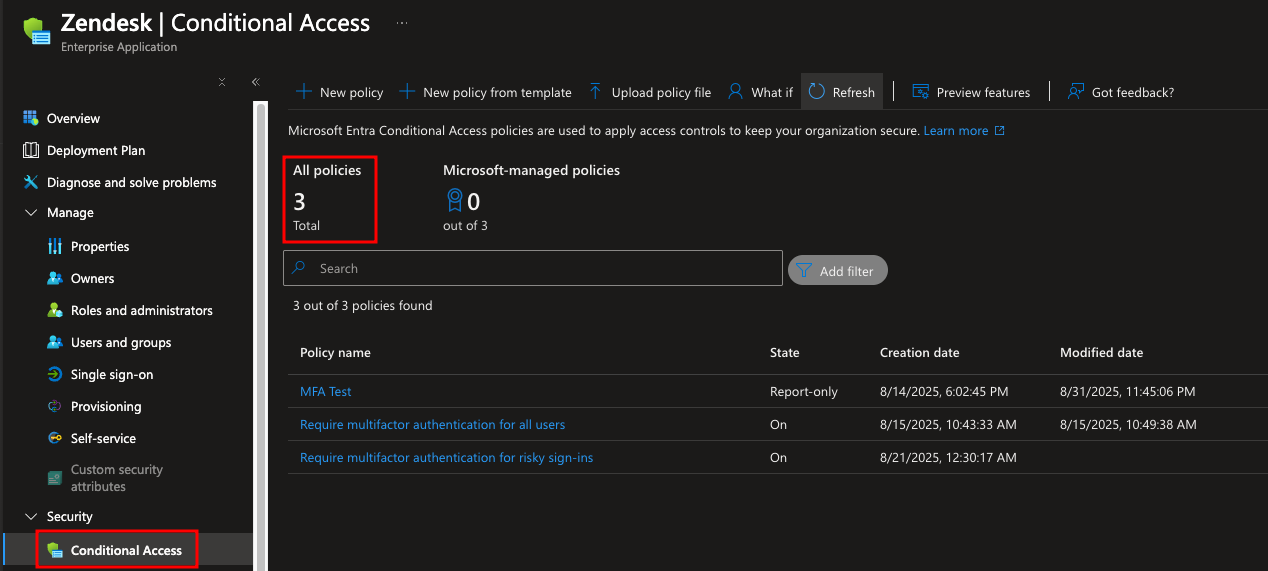 Zendesk | Conditional Access ...
Enterprise Application
Overview
Deployment Plan
Diagnose and solve problems
Manage
Properties
Owners
Roles and administrators
Users and groups
Single sign-on
Provisioning
Self-service
Custom security
attributes
Security
Conditional Access
New policy New policy from template Upload policy file What if Refresh Preview features Got feedback?
Microsoft Entra Conditional Access policies are used to apply access controls to keep your organization secure. Learn more
All policies
3
Total
Microsoft-managed policies
0
out of 3
Search
Add filter
3 out of 3 policies found
Policy name State Creation date Modified date
MFA Test Report-only 8/14/2025, 6:02:45 PM 8/31/2025, 11:45:06 PM
Require multifactor authentication for all users On 8/15/2025, 10:43:33 AM 8/15/2025, 10:49:38 AM
Require multifactor authentication for risky sign-ins On 8/21/2025, 12:30:17 AM